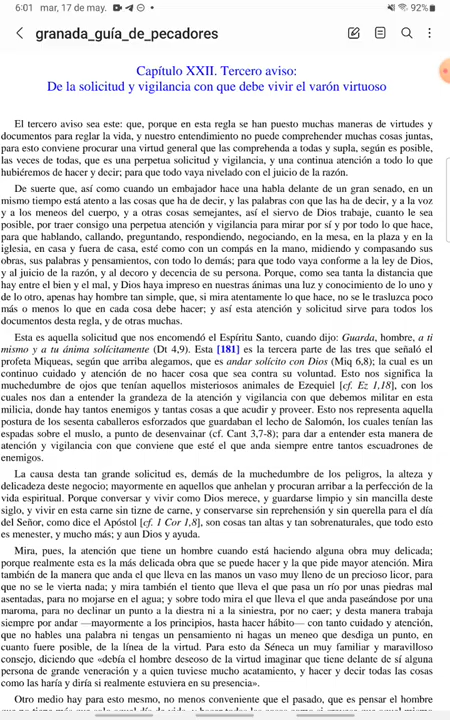 6:01 mar, 17 de may.
92%
granada_guía_de_pecadores
Capítulo XXII. Tercero aviso:
De la solicitud y vigilancia con que debe vivir el varón virtuoso
El tercero aviso sea este: que, porque en esta regla se han puesto muchas maneras de virtudes y
documentos para reglar la vida, y nuestro entendimiento no puede comprehender muchas cosas juntas,
para esto conviene procurar una virtud general que las comprehenda a todas y supla, según es posible,
las veces de todas, que es una perpetua solicitud y vigilancia, y una continua atención a todo lo que
hubiéremos de hacer y decir; para que todo vaya nivelado con el juicio de la razón.
De suerte que, así como cuando un embajador hace una habla delante de un gran senado, en un
mismo tiempo está atento a las cosas que ha de decir, y las palabras con que las ha de decir, y a la voz
y a los meneos del cuerpo, y a otras cosas semejantes, así el siervo de Dios trabaje, cuanto le sea
posible, por traer consigo una perpetua atención y vigilancia para mirar por sí y por todo lo que hace,
para que hablando, callando, preguntando, respondiendo, negociando, en la mesa, en la plaza y en la
iglesia, en casa y fuera de casa, esté como con un compás en la mano, midiendo y compasando sus
obras, sus palabras y pensamientos, con todo lo demás; para que todo vaya conforme a la ley de Dios,
y al juicio de la razón, y al decoro y decencia de su persona. Porque, como sea tanta la distancia que
hay entre el bien y el mal, y Dios haya impreso en nuestras ánimas una luz y conocimiento de lo uno y
de lo otro, apenas hay hombre tan simple, que, si mira atentamente lo que hace, no se le trasluzca poco
más o menos lo que en cada cosa debe hacer; y así esta atención y solicitud sirve para todos los
documentos desta regla, y de otras muchas.
Esta es aquella solicitud que nos encomendó el Espíritu Santo, cuando dijo: Guarda, hombre, a ti
mismo y a tu ánima solícitamente (Dt 4,9). Esta [181] es la tercera parte de las tres que señaló el
profeta Miqueas, según que arriba alegamos, que es andar solícito con Dios (Miq 6,8); la cual es un
continuo cuidado y atención de no hacer cosa que sea contra su voluntad. Esto nos significa la
muchedumbre de ojos que tenían aquellos misteriosos animales de Ezequiel [cf. Ez 1,18], con los
cuales nos dan a entender la grandeza de la atención y vigilancia con que debemos militar en esta
milicia, donde hay tantos enemigos y tantas cosas a que acudir y proveer. Esto nos representa aquella
postura de los sesenta caballeros esforzados que guardaban el lecho de Salomón, los cuales tenían las
espadas sobre el muslo, a punto de desenvainar (cf. Cant 3,7-8); para dar a entender esta manera de
atención y vigilancia con que conviene que esté el que anda siempre entre tantos escuadrones de
enemigos.
La causa desta tan grande solicitud es, demás de la muchedumbre de los peligros, la alteza y
delicadeza deste negocio; mayormente en aquellos que anhelan y procuran arribar a la perfección de la
vida espiritual. Porque conversar y vivir como Dios merece, y guardarse limpio y sin mancilla deste
siglo, y vivir en esta carne sin tizne de carne, y conservarse sin reprehensión y sin querella para el día
del Señor, como dice el Apóstol [cf. 1 Cor 1,8], son cosas tan altas y tan sobrenaturales, que todo esto
es menester, y mucho más; y aun Dios y ayuda.
Mira, pues, la atención que tiene un hombre cuando está haciendo alguna obra muy delicada;
porque realmente esta es la más delicada obra que se puede hacer y la que pide mayor atención. Mira
también de la manera que anda el que lleva en las manos un vaso muy lleno de un precioso licor, para
que no se le vierta nada; y mira también el tiento que lleva el que pasa un río por unas piedras mal
asentadas, para no mojarse en el agua; y sobre todo mira el que lleva el que anda paseándose por una
maroma, para no declinar un punto a la diestra ni a la siniestra, por no caer; y desta manera trabaja
siempre por andar —mayormente a los principios, hasta hacer hábito— con tanto cuidado y atención,
que no hables una palabra ni tengas un pensamiento ni hagas un meneo que desdiga un punto, en
cuanto fuere posible, de la línea de la virtud. Para esto da Séneca un muy familiar y maravilloso
consejo, diciendo que «debía el hombre deseoso de la virtud imaginar que tiene delante de sí alguna
persona de grande veneración y a quien tuviese mucho acatamiento, y hacer y decir todas las cosas
como las haría y diría si realmente estuviera en su presencia».
Otro medio hay para esto mismo, no menos conveniente que el pasado, que es pensar el hombre